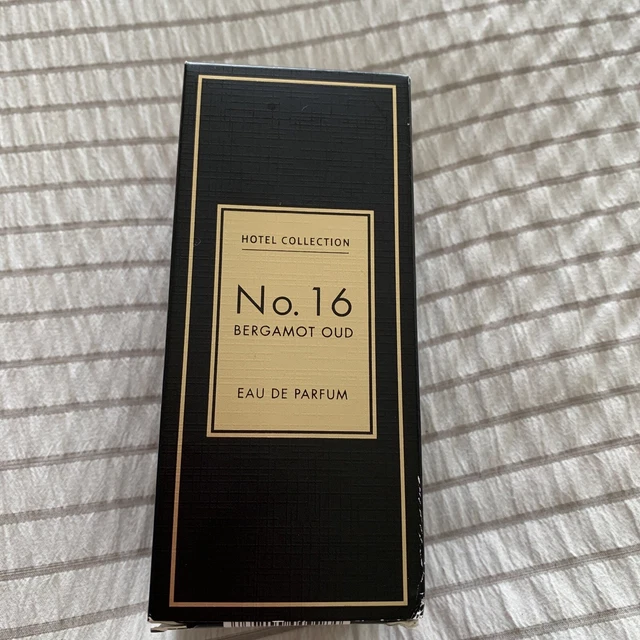 HOTEL COLLECTION
No. 16
BERGAMOT OUD
EAU DE PARFUM